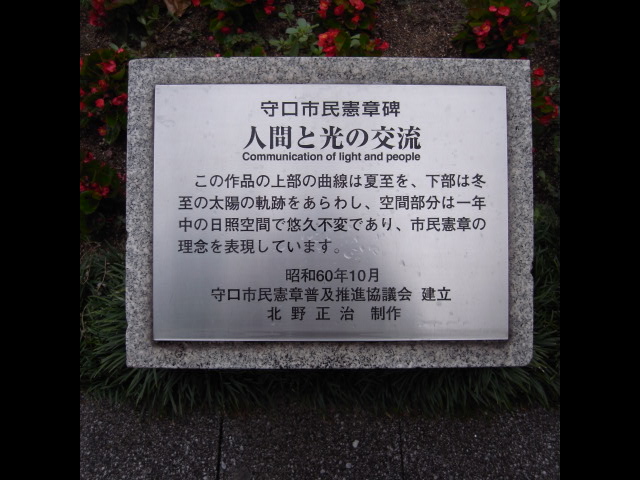 守口市民憲章碑
人間と光の交流
Communication of light and people
この作品の上部の曲線は夏至を、下部は冬
至の太陽の軌跡をあらわし、空間部分は一年
中の日照空間で悠久不変であり、市民憲章の
理念を表現しています。
昭和60年10月
守口市民憲章普及推進協議会 建立
北野正治 制作